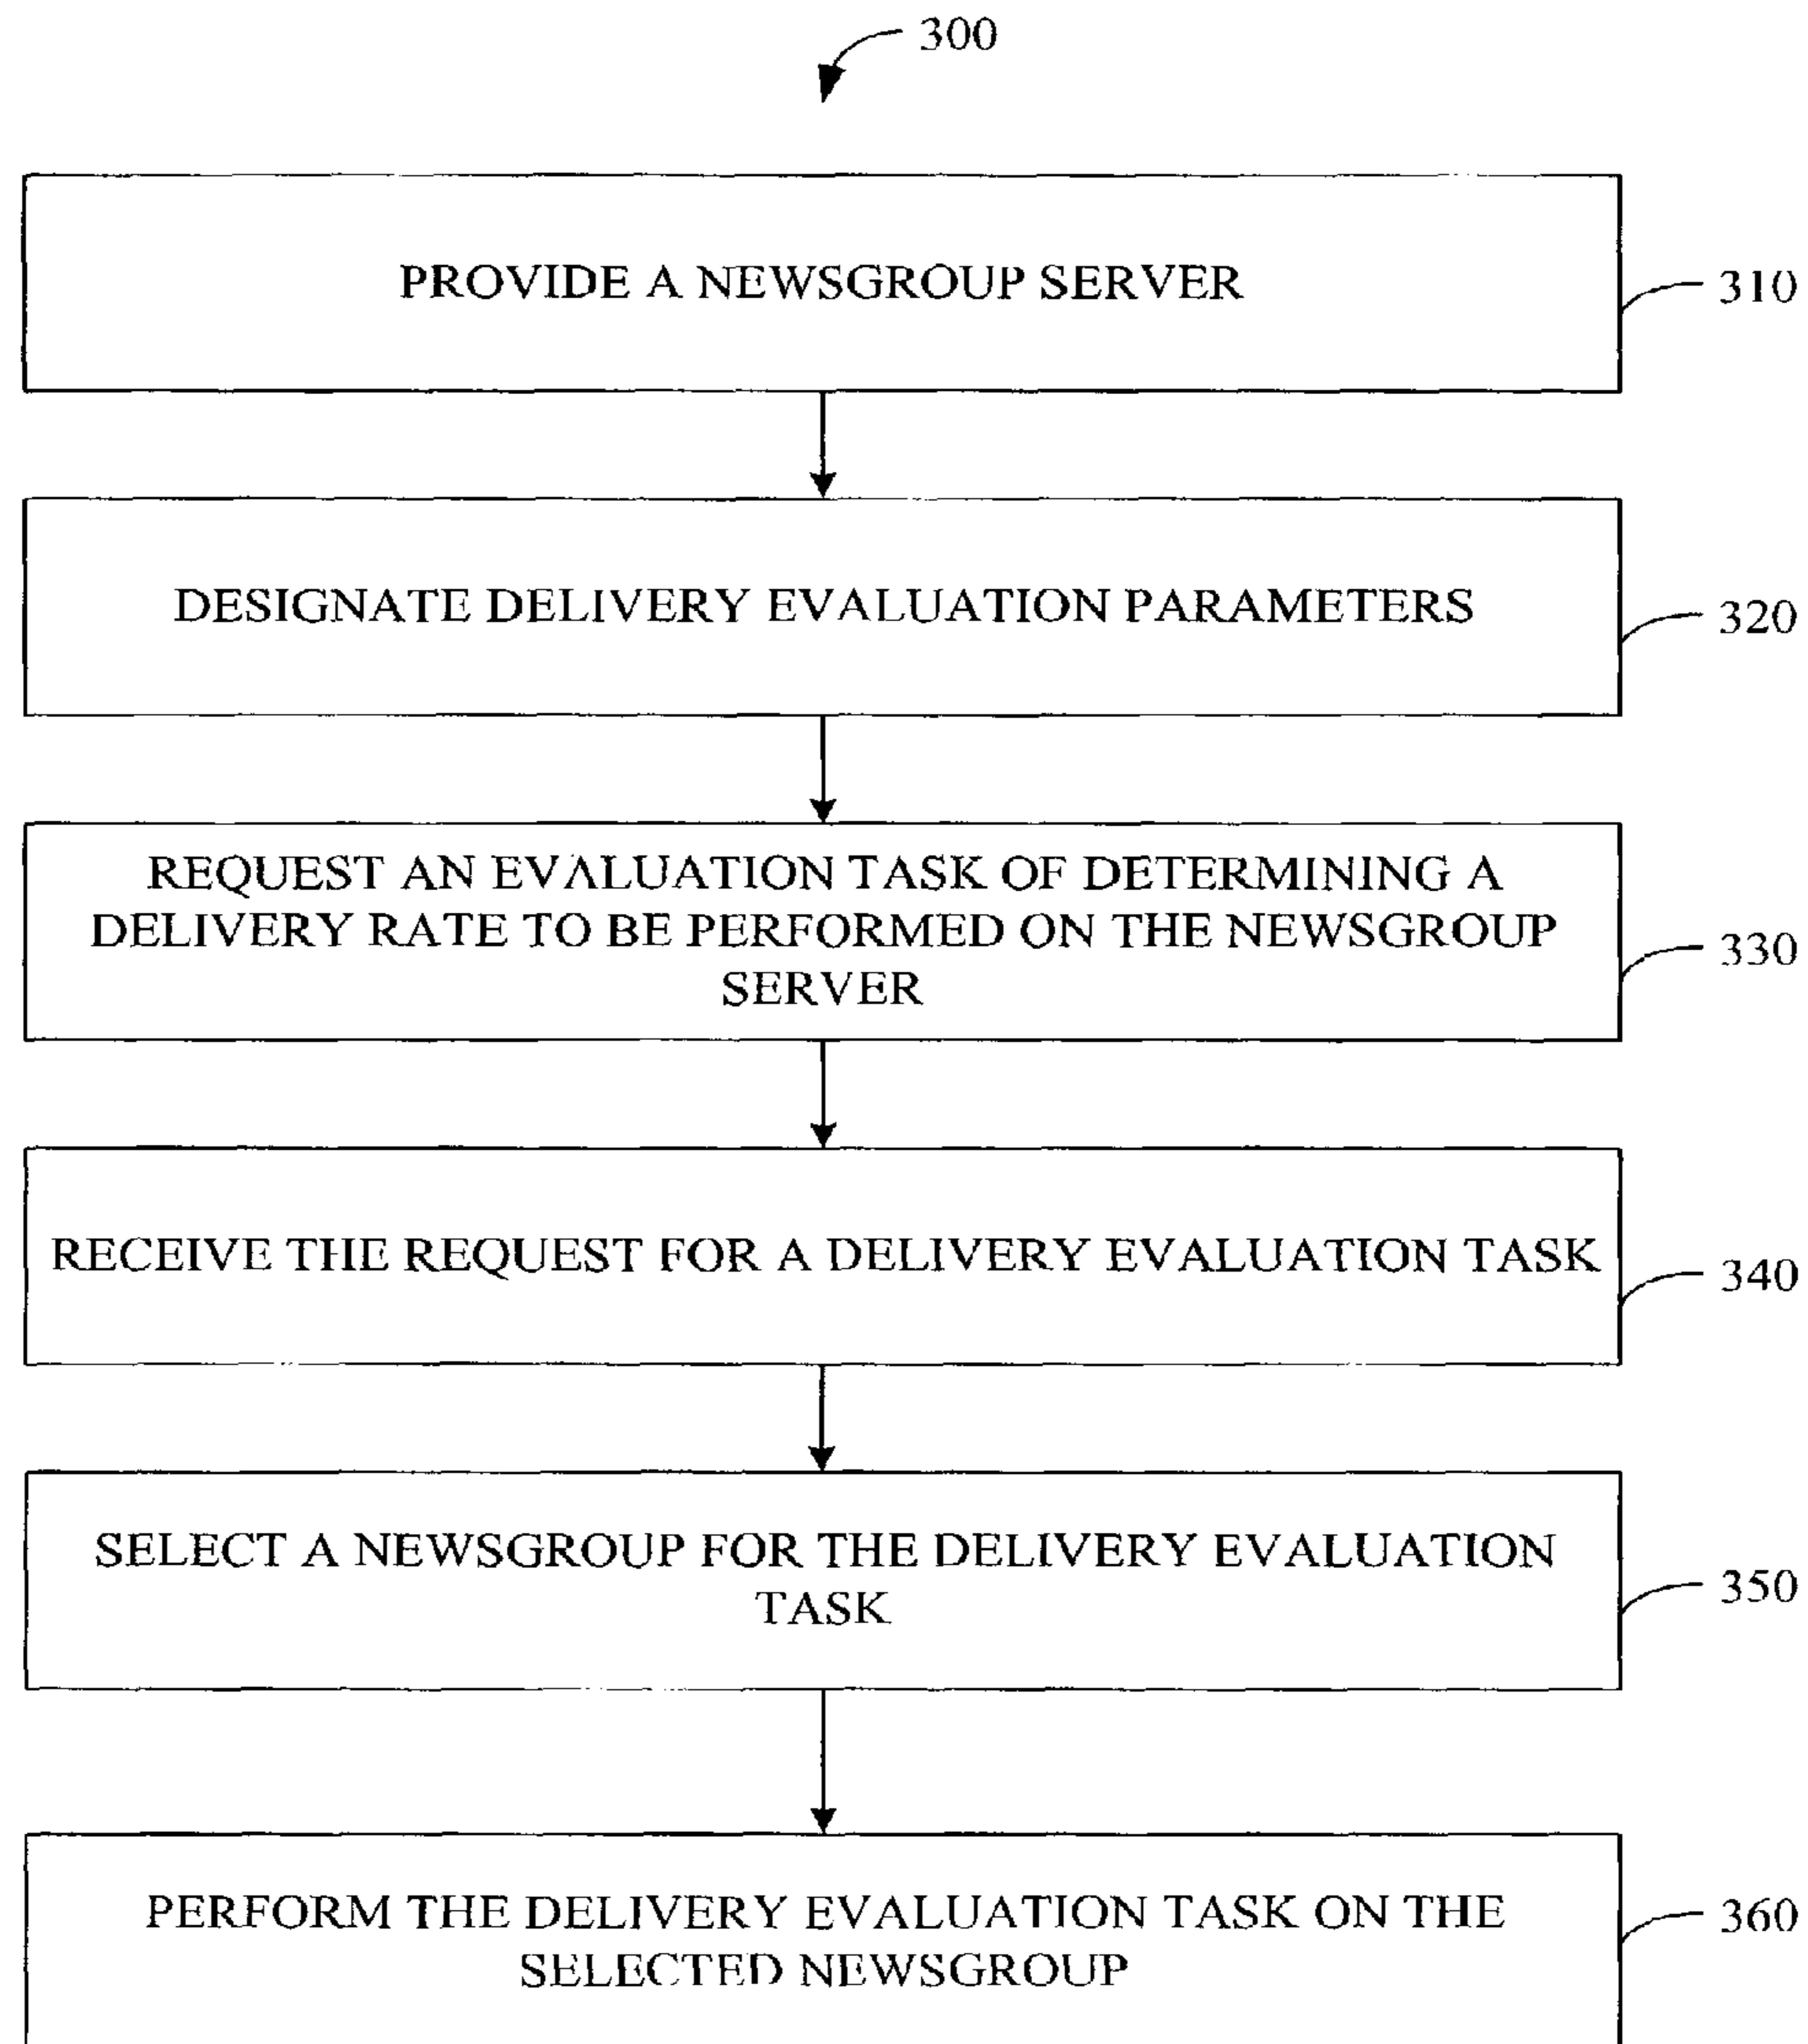 300
PROVIDE A NEWSGROUP SERVER
310
DESIGNATE DELIVERY EVALUATION PARAMETERS
320
REQUEST AN EVALUATION TASK OF DETERMINING A
DELIVERY RATE TO BE PERFORMED ON THE NEWSGROUP
SERVER
330
RECEIVE THE REQUEST FOR A DELIVERY EVALUATION TASK
340
SELECT A NEWSGROUP FOR THE DELIVERY EVALUATION
TASK
350
PERFORM THE DELIVERY EVALUATION TASK ON THE
SELECTED NEWSGROUP
360